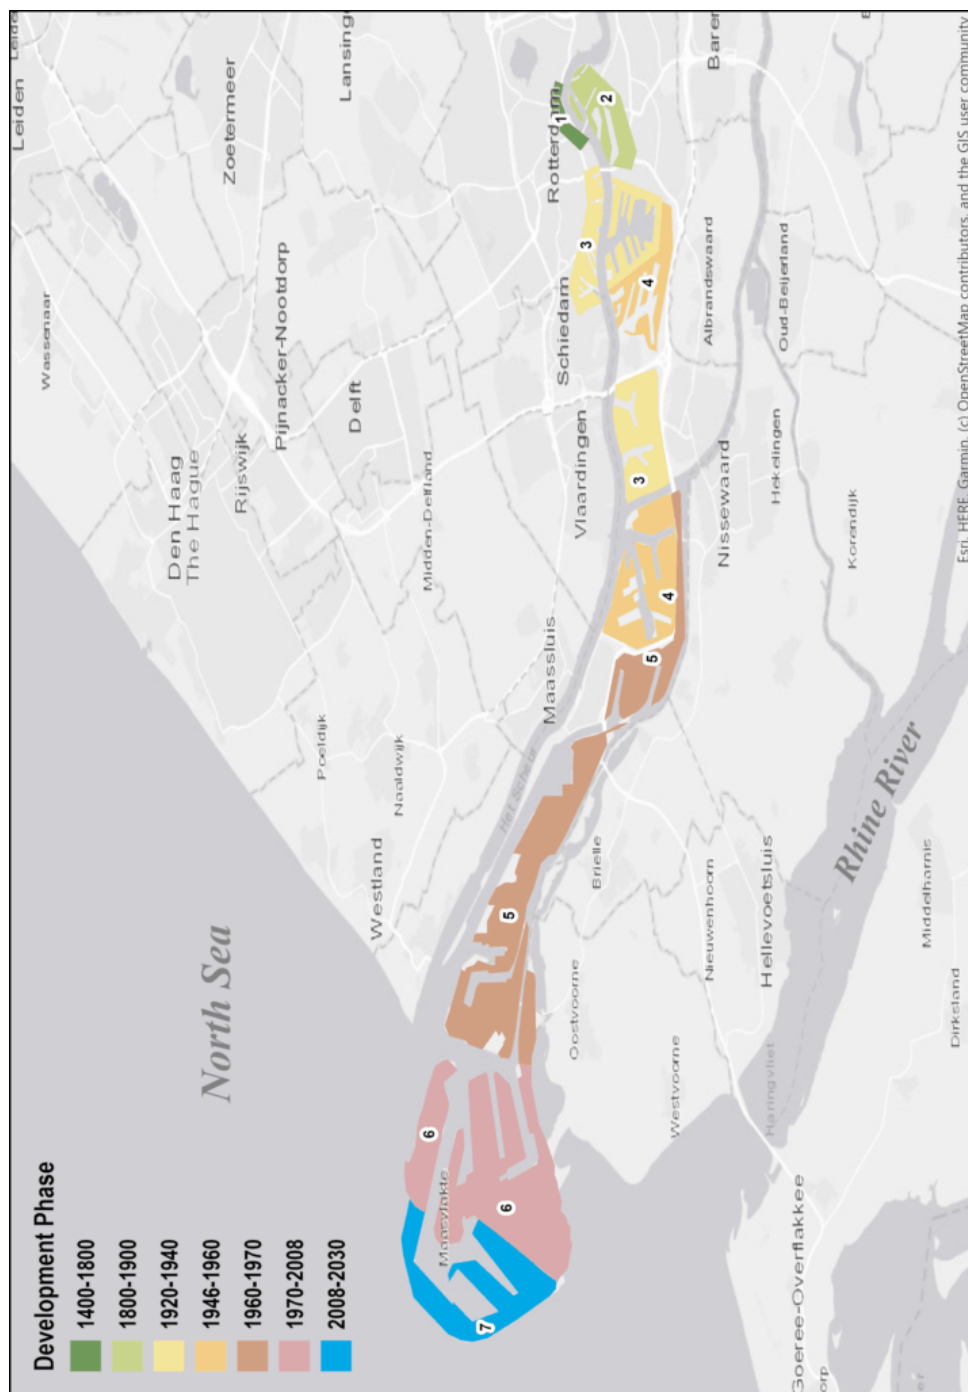 Development Phase
1400-1800
1800-1900
1920-1940
1946-1960
1960-1970
1970-2008
2008-2030
North Sea
Leiden
Wassenaar
Zoetermeer
Den Haag
The Hague
Rijswijk
Pijnacker-Nootdorp
Lansinge
Poeldijk
Naaldwijk
Westland
Delft
Midden-Delfland
Maassluis
Vlaardingen
Schiedam
Rotterdam
Baren
Het Scheur
Maasvlakte
1
2
3
3
4
4
5
5
6
6
7
Oostvoorne
Brielle
Westvoorne
Nieuwenhoorn
Hellevoetsluis
Haringvliet
Nissewaard
Hekelingen
Albrandswaard
Oud-Beijerland
Korendijk
Rhine River
Goeree-Overflakkee
Middelharnis
Dirksland
Esri, HERE, Garmin, (c) OpenStreetMap contributors, and the GIS user community